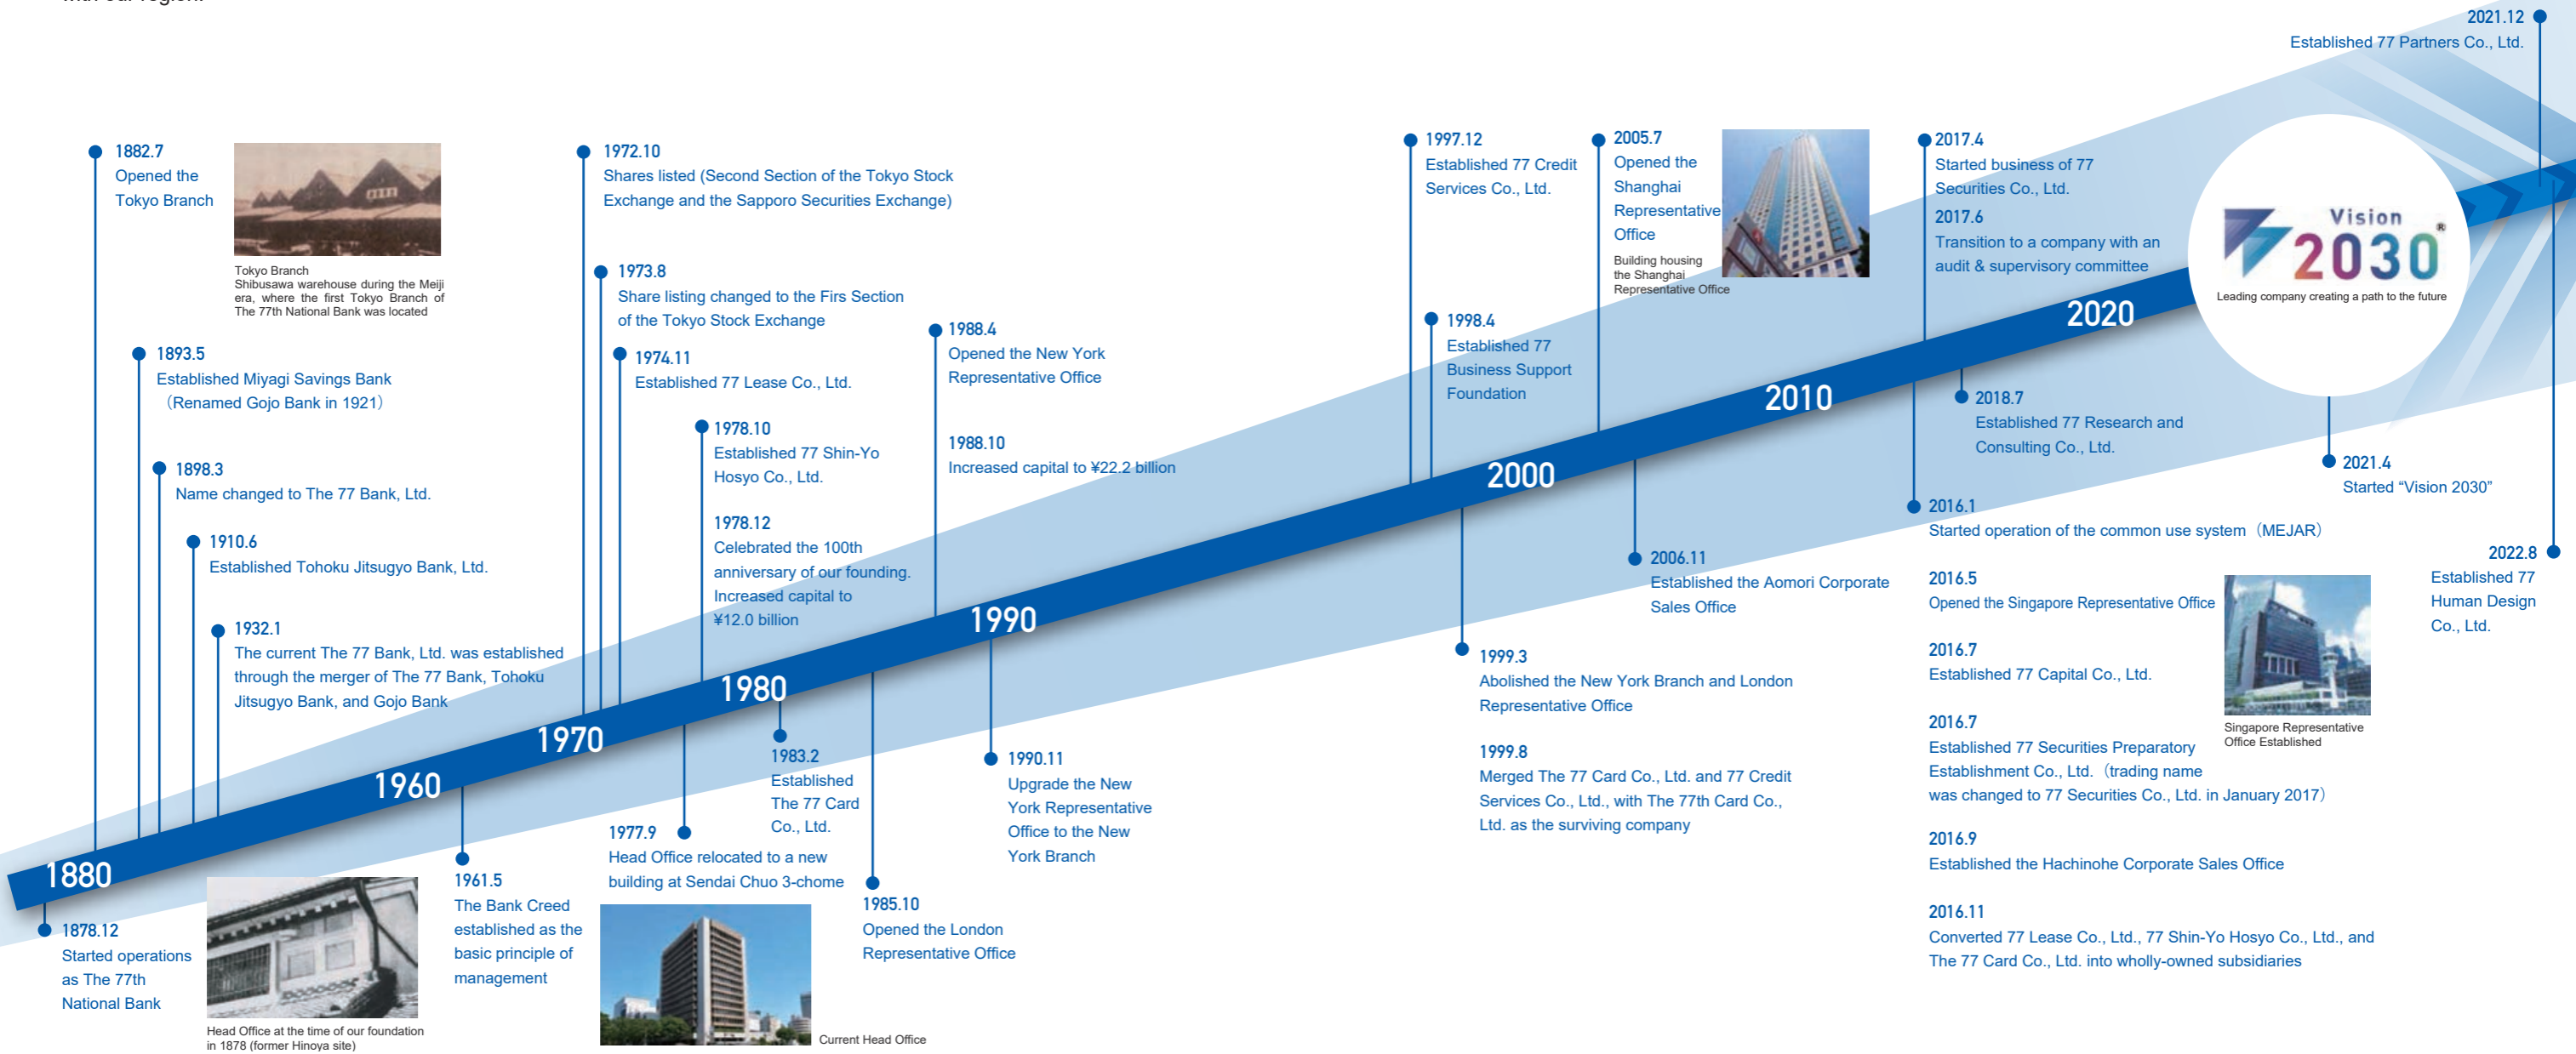 with our region.
1882.7
Opened the
Tokyo Branch
Tokyo Branch
Shibusawa warehouse during the Meiji
era, where the first Tokyo Branch of
The 77th National Bank was located
1893.5
Established Miyagi Savings Bank
（Renamed Gojo Bank in 1921）
1898.3
Name changed to The 77 Bank, Ltd.
1910.6
Established Tohoku Jitsugyo Bank, Ltd.
1932.1
The current The 77 Bank, Ltd. was established
through the merger of The 77 Bank, Tohoku
Jitsugyo Bank, and Gojo Bank
1972.10
Shares listed (Second Section of the Tokyo Stock
Exchange and the Sapporo Securities Exchange)
1973.8
Share listing changed to the Firs Section
of the Tokyo Stock Exchange
1974.11
Established 77 Lease Co., Ltd.
1978.10
Established 77 Shin-Yo
Hosyo Co., Ltd.
1978.12
Celebrated the 100th
anniversary of our founding.
Increased capital to
¥12.0 billion
1988.4
Opened the New York
Representative Office
1988.10
Increased capital to ¥22.2 billion
1997.12
Established 77 Credit
Services Co., Ltd.
1998.4
Established 77
Business Support
Foundation
2005.7
Opened the
Shanghai
Representative
Office
Building housing
the Shanghai
Representative Office
2017.4
Started business of 77
Securities Co., Ltd.
2017.6
Transition to a company with an
audit & supervisory committee
2021.12
Established 77 Partners Co., Ltd.
Vision
2030®
Leading company creating a path to the future
1880
1960
1970
1980
1990
2000
2010
2020
1878.12
Started operations
as The 77th
National Bank
Head Office at the time of our foundation
in 1878 (former Hinoya site)
1961.5
The Bank Creed
established as the
basic principle of
management
1977.9
Head Office relocated to a new
building at Sendai Chuo 3-chome
Current Head Office
1983.2
Established
The 77 Card
Co., Ltd.
1985.10
Opened the London
Representative Office
1990.11
Upgrade the New
York Representative
Office to the New
York Branch
1999.3
Abolished the New York Branch and London
Representative Office
1999.8
Merged The 77 Card Co., Ltd. and 77 Credit
Services Co., Ltd., with The 77th Card Co.,
Ltd. as the surviving company
2006.11
Established the Aomori Corporate
Sales Office
2018.7
Established 77 Research and
Consulting Co., Ltd.
2016.1
Started operation of the common use system（MEJAR）
2016.5
Opened the Singapore Representative Office
2016.7
Established 77 Capital Co., Ltd.
2016.7
Established 77 Securities Preparatory
Establishment Co., Ltd.（trading name
was changed to 77 Securities Co., Ltd. in January 2017）
2016.9
Established the Hachinohe Corporate Sales Office
2016.11
Converted 77 Lease Co., Ltd., 77 Shin-Yo Hosyo Co., Ltd., and
The 77 Card Co., Ltd. into wholly-owned subsidiaries
Singapore Representative
Office Established
2021.4
Started “Vision 2030”
2022.8
Established 77
Human Design
Co., Ltd.